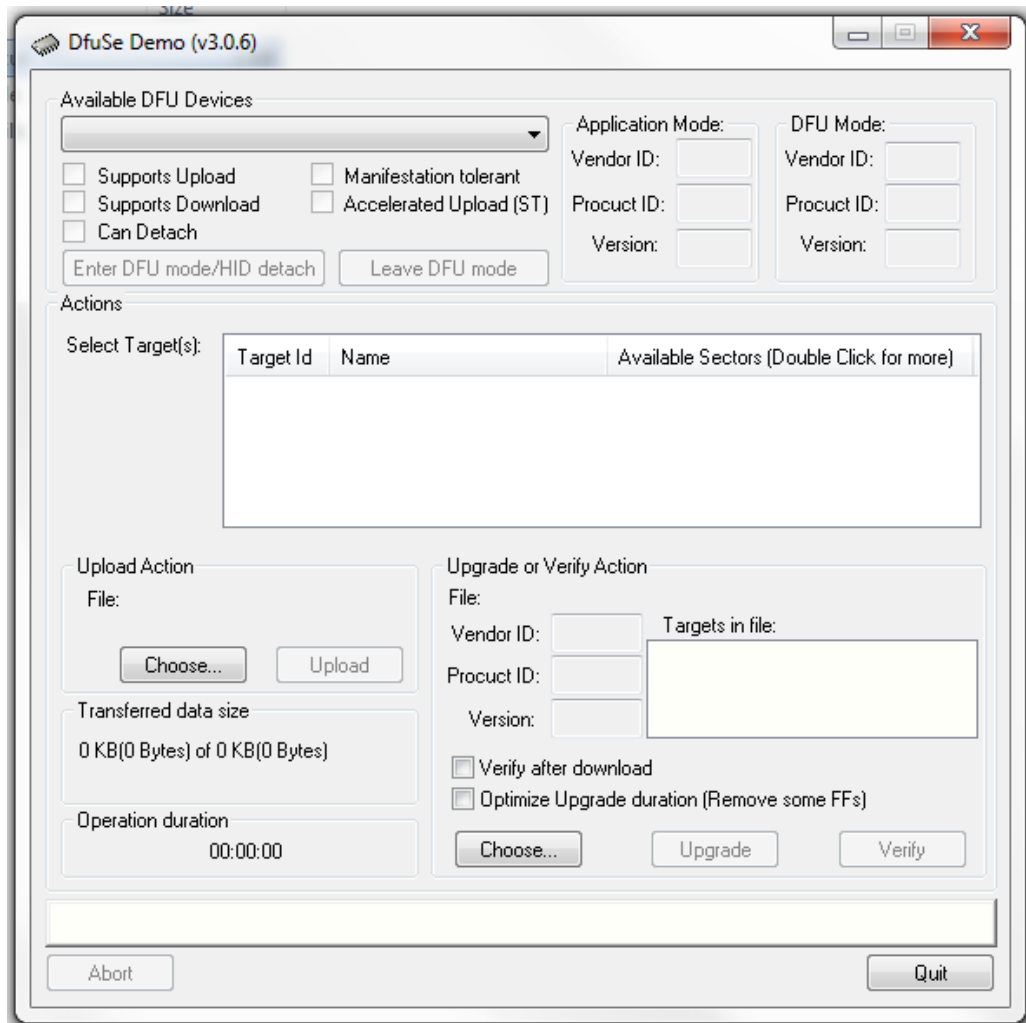 Size
DfuSe Demo (v3.0.6)
Available DFU Devices
Supports Upload
Manifestation tolerant
Supports Download
Accelerated Upload (ST)
Can Detach
Enter DFU mode/HID detach
Leave DFU mode
Application Mode:
Vendor ID:
Procuct ID:
Version:
DFU Mode:
Vendor ID:
Procuct ID:
Version:
Actions
Select Target(s):
Target Id Name Available Sectors (Double Click for more)
Upload Action
File:
Choose... Upload
Transferred data size
0 KB(0 Bytes) of 0 KB(0 Bytes)
Operation duration
00:00:00
Upgrade or Verify Action
File:
Vendor ID:
Procuct ID:
Version:
Targets in file:
Verify after download
Optimize Upgrade duration (Remove some FFs)
Choose... Upgrade Verify
Abort Quit